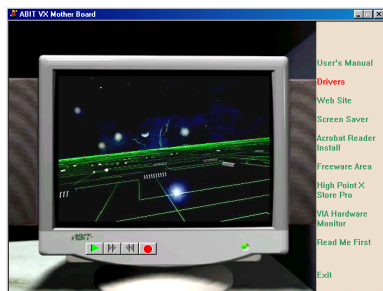 ABIT VX Mother Board
User's Manual
Drivers
Web Site
Screen Saver
Acrobat Reader
Install
Freeware Area
High Point X
Store Pro
VIA Hardware
Monitor
Read Me First
Exit
ABIT